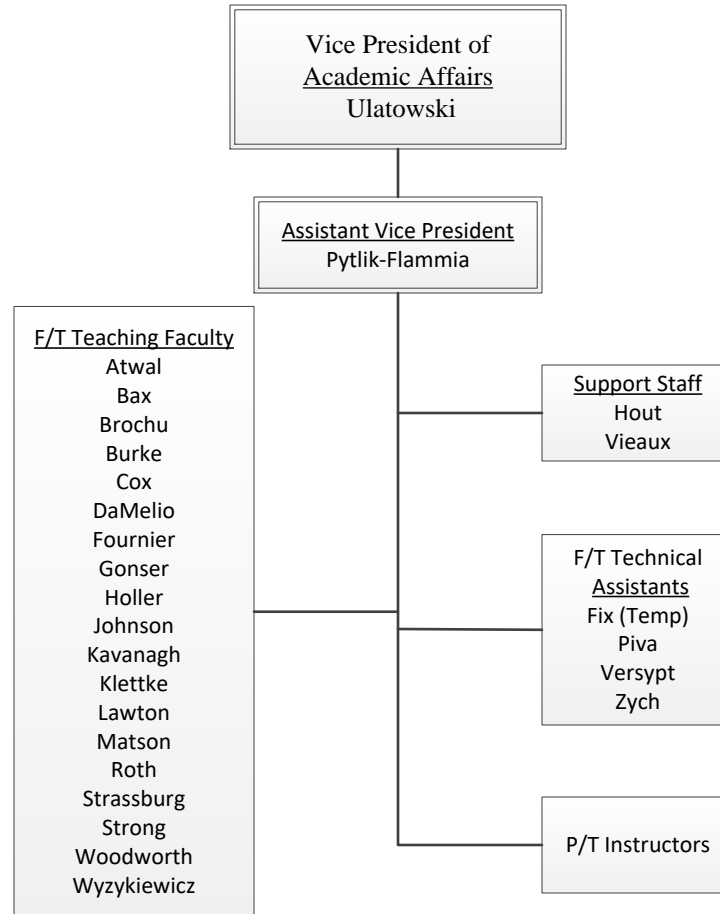 Vice President of
Academic Affairs
Ulatowski
Assistant Vice President
Pytlik-Flammia
F/T Teaching Faculty
Atwal
Bax
Brochu
Burke
Cox
DaMelio
Fournier
Gonser
Holler
Johnson
Kavanagh
Klettke
Lawton
Matson
Roth
Strassburg
Strong
Woodworth
Wyzykiewicz
Support Staff
Hout
Vieaux
F/T Technical
Assistants
Fix (Temp)
Piva
Versypt
Zych
P/T Instructors